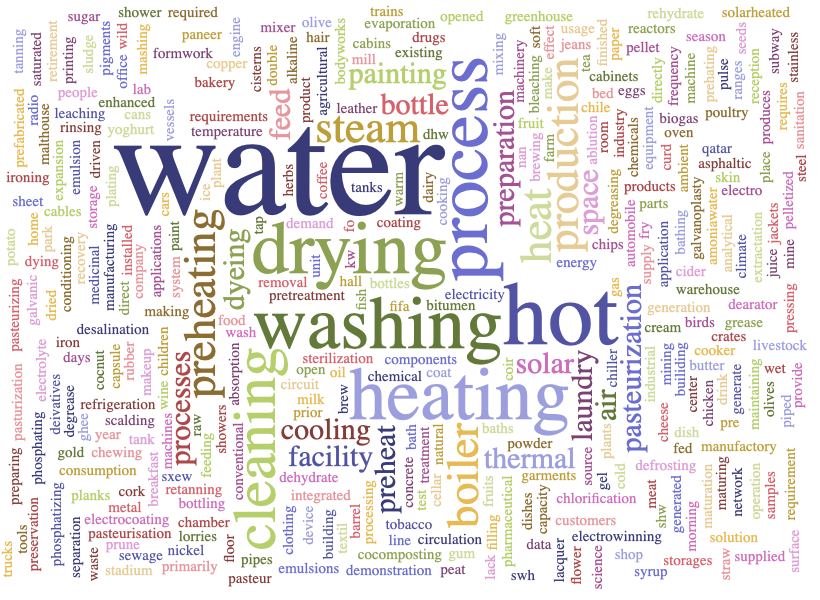 water
process
drying
washing
hot
heating
cleaning
preheating
production
heat
steam
boiler
pasteurization
preparation
painting
bottle
feed
space
solar
laundry
air
cooling
facility
preheat
thermal
processes
dyeing
trains
opened
greenhouse
rehydrate
solarheated
sugar
shower
required
mixer
olive
evaporation
tanning
saturated
retirement
printing
sludge
pigments
office
wild
mashing
paneer
formwork
engine
hair
bodyworks
cabins
drugs
existing
mill
mixing
machinery
bleaching
soft
make
effect
usage
jeans
tea
finished
paper
reactors
pellet
season
cabinets
bed
eggs
directly
frequency
machine
prehating
pulse
ranges
seeds
reception
subway
stainless
copper
cisterns
double
alkaline
product
agricultural
bakery
people
lab
enhanced
cans
leaching
rinsing
yoghurt
vessels
requirements
temperature
leather
dhw
fruit
nan
brewing
farm
chile
ablution
room
industry
chemicals
equipment
biogas
poultry
oven
produces
requires
sanitation
steel
place
prefabricated
radio
malthouse
expansion
emulsion
driven
plating
ironing
sheet
cables
storage
cars
ice
plant
herbs
coffee
tanks
warm
dairy
cooking
degreasing
automobile
products
parts
curd
ambient
qatar
asphaltic
skin
electro
fry
supply
application
bathing
galvanoplasty
amoniawater
analytical
climate
extraction
juice
jackets
mine
pelletized
potato
home
park
dying
recovery
conditioning
medicinal
manufacturing
direct
installed
company
applications
system
paint
tap
demand
fo
coating
kw
unit
removal
hall
bottles
pretreatment
fish
fifa
bitumen
electricity
energy
chips
gas
cider
warehouse
generation
dearator
pressing
pasteurizing
galvanic
dried
making
food
wash
desalination
iron
days
electrolyte
coconut
capsule
rubber
makeup
wine
children
absorption
sterilization
components
open
oil
chemical
coat
coir
circuit
milk
prior
brew
chiller
industrial
cream
birds
grease
crates
mining
building
cooker
butter
livestock
wet
pasturization
phosphating
derivatives
degrease
ghee
refrigeration
scalding
year
chewing
tank
gold
consumption
machines
raw
feeding
showers
conventional
concrete
bath
test
treatment
cellar
natural
baths
powder
garments
source
plants
gel
cold
cheese
dish
center
chicken
drink
generate
pre
maintaining
olives
piped
provide
fed
manufactory
defrosting
preparing
tools
preservation
trucks
phosphatizing
planks
cork
metal
breakfast
sxew
retanning
bottling
electrocoating
pasteurisation
chamber
lorries
separation
waste
prune
sewage
nickel
stadium
primarily
floor
pipes
pasteur
dehydrate
integrated
clothing
device
building
textil
barrel
processing
tobacco
line
circulation
cocomposting
gum
emulsions
demonstration
peat
fruits
filling
lack
pharmaceutical
dishes
capacity
data
swh
chlorification
customers
electrowinning
lacquer
flower
science
shop
syrup
meat
shw
generated
morning
maturation
maturing
network
operation
samples
requirement
solution
storages
straw
supplied
surface